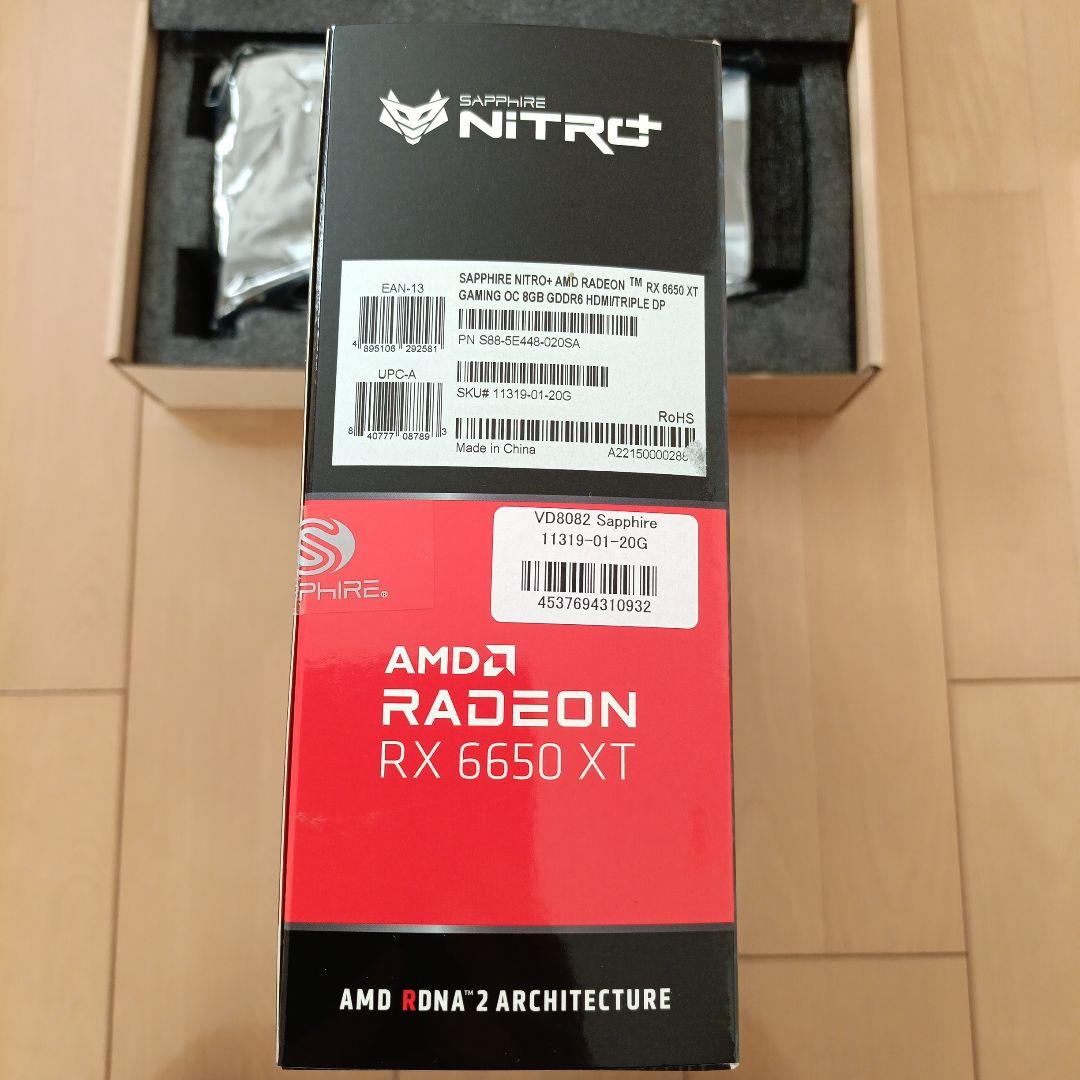 SAPPHIRE
NiTRO+
SAPPHIRE NITRO+ AMD RADEON ™ RX 6650 XT
GAMING OC 8GB GDDR6 HDMI/TRIPLE DP
EAN-13
4 895106 292581
PN S88-5E448-020SA
UPC-A
8 40777 08789 3
SKU# 11319-01-20G
RoHS
Made in China
A22150000288
VD8082 Sapphire
11319-01-20G
4537694310932
PHIRE®
AMD
RADEON
RX 6650 XT
AMD RDNA™ 2 ARCHITECTURE